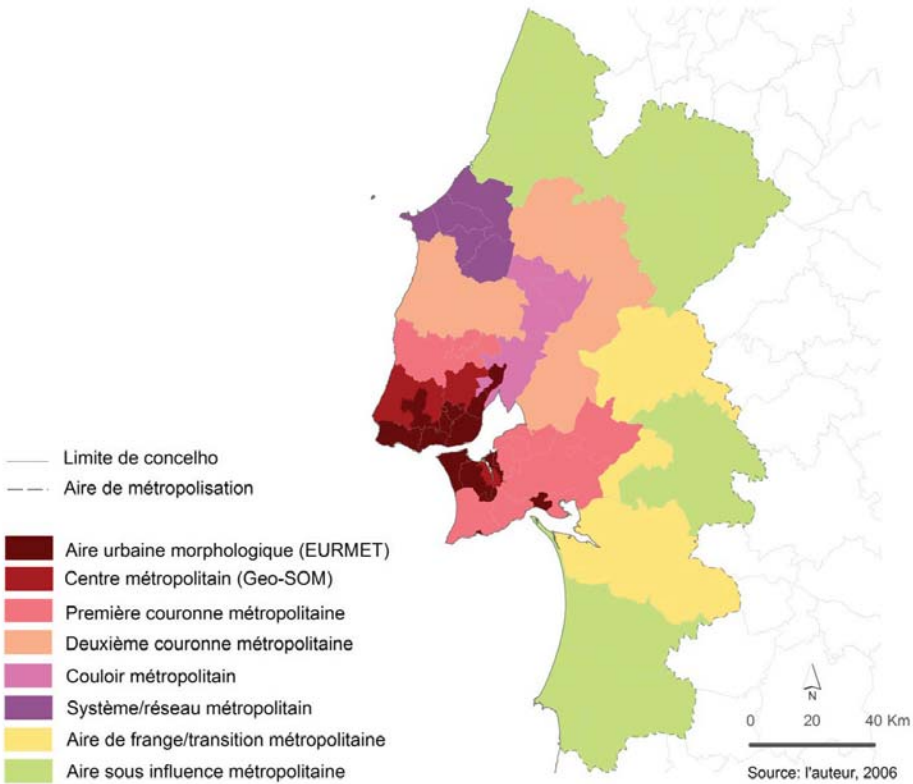 Limite de concelho
Aire de métropolisation
Aire urbaine morphologique (EURMET)
Centre métropolitain (Geo-SOM)
Première couronne métropolitaine
Deuxième couronne métropolitaine
Couloir métropolitain
Système/réseau métropolitain
Aire de frange/transition métropolitaine
Aire sous influence métropolitaine
N
0 20 40 Km
Source: l'auteur, 2006